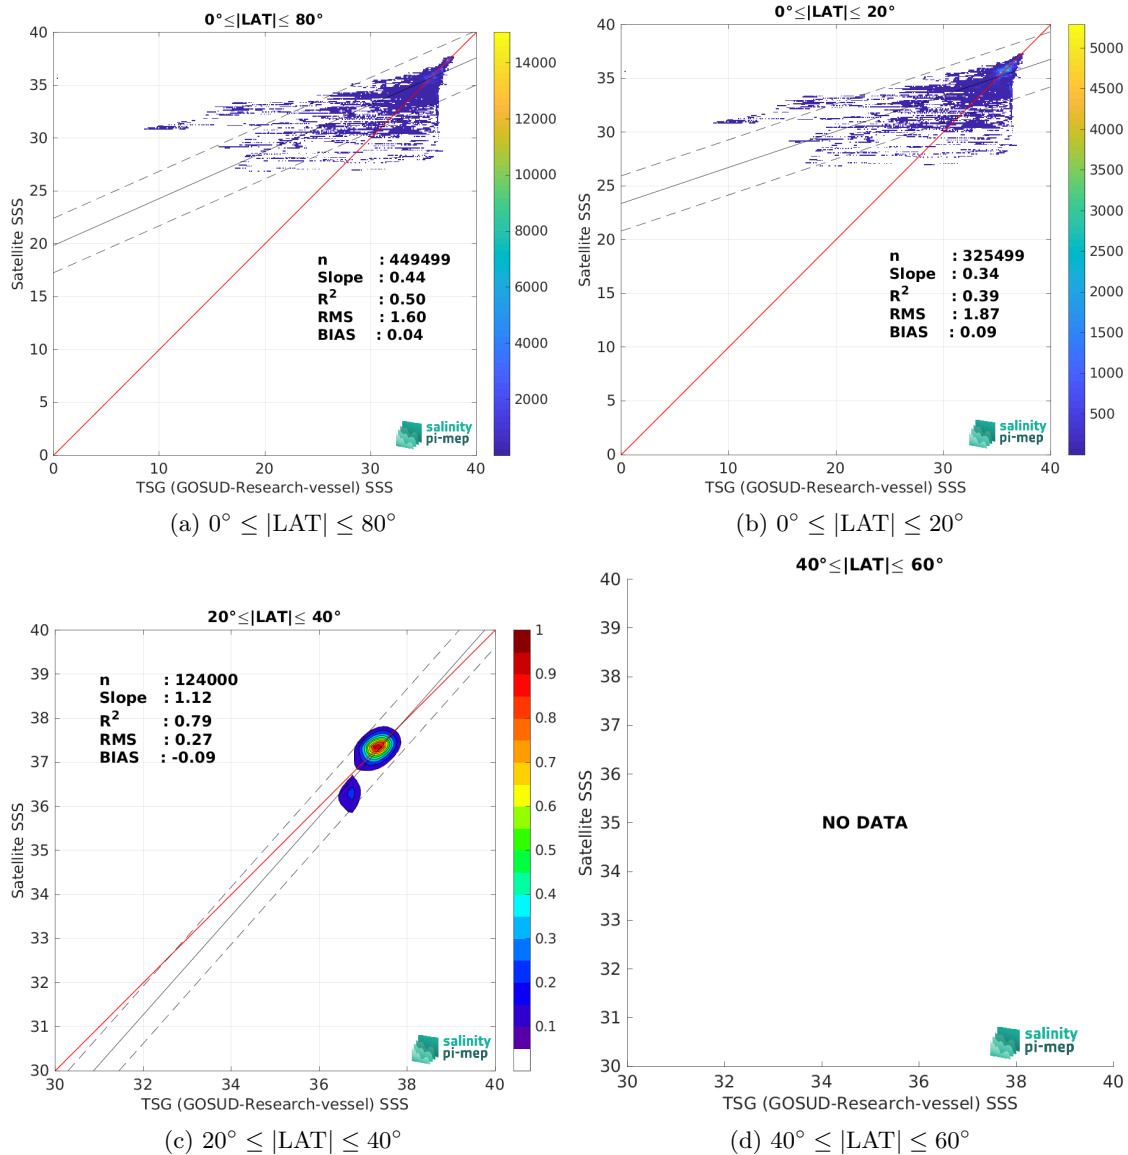 0°≤|LAT|≤ 80°
40
35
30
25
20
15
10
5
0
0
10
20
30
40
Satellite SSS
TSG (GOSUD-Research-vessel) SSS
n : 449499
Slope : 0.44
R² : 0.50
RMS : 1.60
BIAS : 0.04
salinity
pi-mep
14000
12000
10000
8000
6000
4000
2000
(a) 0° ≤ |LAT| ≤ 80°
0°≤|LAT|≤ 20°
40
35
30
25
20
15
10
5
0
0
10
20
30
40
Satellite SSS
TSG (GOSUD-Research-vessel) SSS
n : 325499
Slope : 0.34
R² : 0.39
RMS : 1.87
BIAS : 0.09
salinity
pi-mep
5000
4500
4000
3500
3000
2500
2000
1500
1000
500
(b) 0° ≤ |LAT| ≤ 20°
20°≤|LAT|≤ 40°
40
39
38
37
36
35
34
33
32
31
30
30
32
34
36
38
40
Satellite SSS
TSG (GOSUD-Research-vessel) SSS
n : 124000
Slope : 1.12
R² : 0.79
RMS : 0.27
BIAS : -0.09
salinity
pi-mep
1
0.9
0.8
0.7
0.6
0.5
0.4
0.3
0.2
0.1
(c) 20° ≤ |LAT| ≤ 40°
40°≤|LAT|≤ 60°
40
39
38
37
36
35
34
33
32
31
30
30
32
34
36
38
40
Satellite SSS
TSG (GOSUD-Research-vessel) SSS
NO DATA
salinity
pi-mep
(d) 40° ≤ |LAT| ≤ 60°